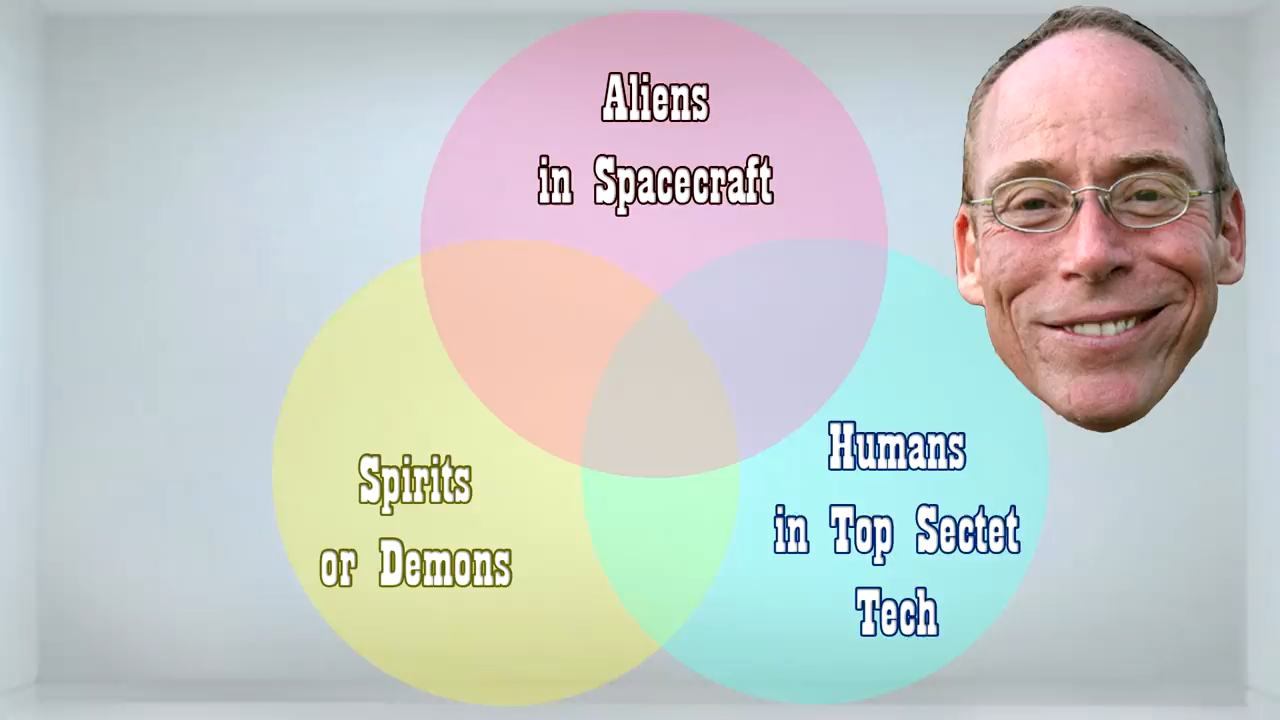 Aliens
in Spacecraft
Spirits
or Demons
Humans
in Top Sectet
Tech